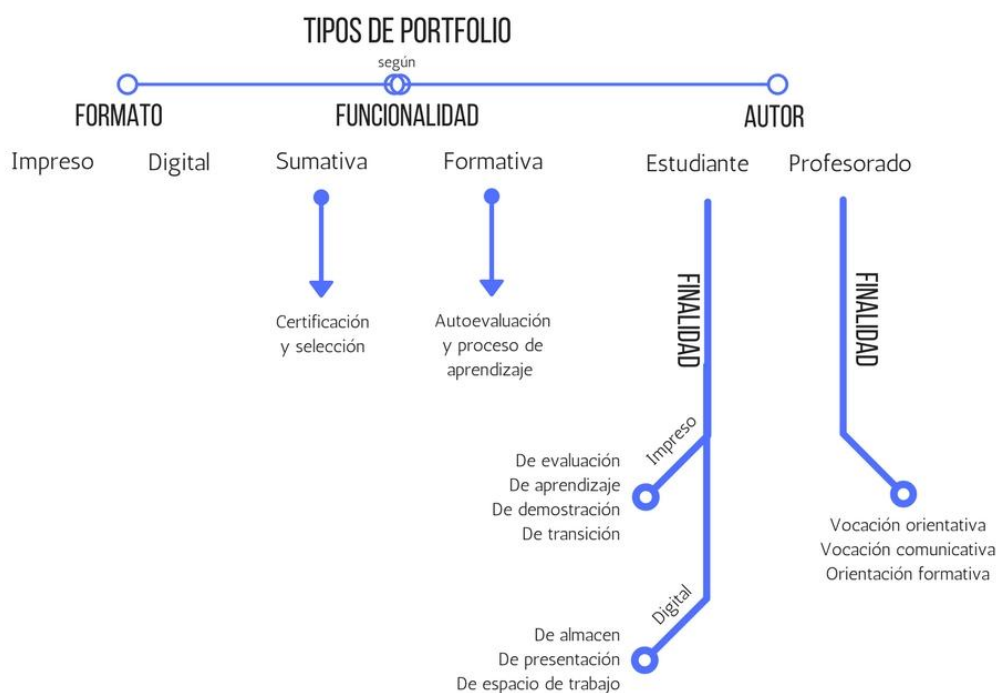 TIPOS DE PORTFOLIO
según
FORMATO
FUNCIONALIDAD
AUTOR
Impreso
Digital
Sumativa
Formativa
Estudiante
Profesorado
Certificación
y selección
Autoevaluación
y proceso de
aprendizaje
FINALIDAD
FINALIDAD
Impreso
De evaluación
De aprendizaje
De demostración
De transición
Vocación orientativa
Vocación comunicativa
Orientación formativa
Digital
De almacen
De presentación
De espacio de trabajo